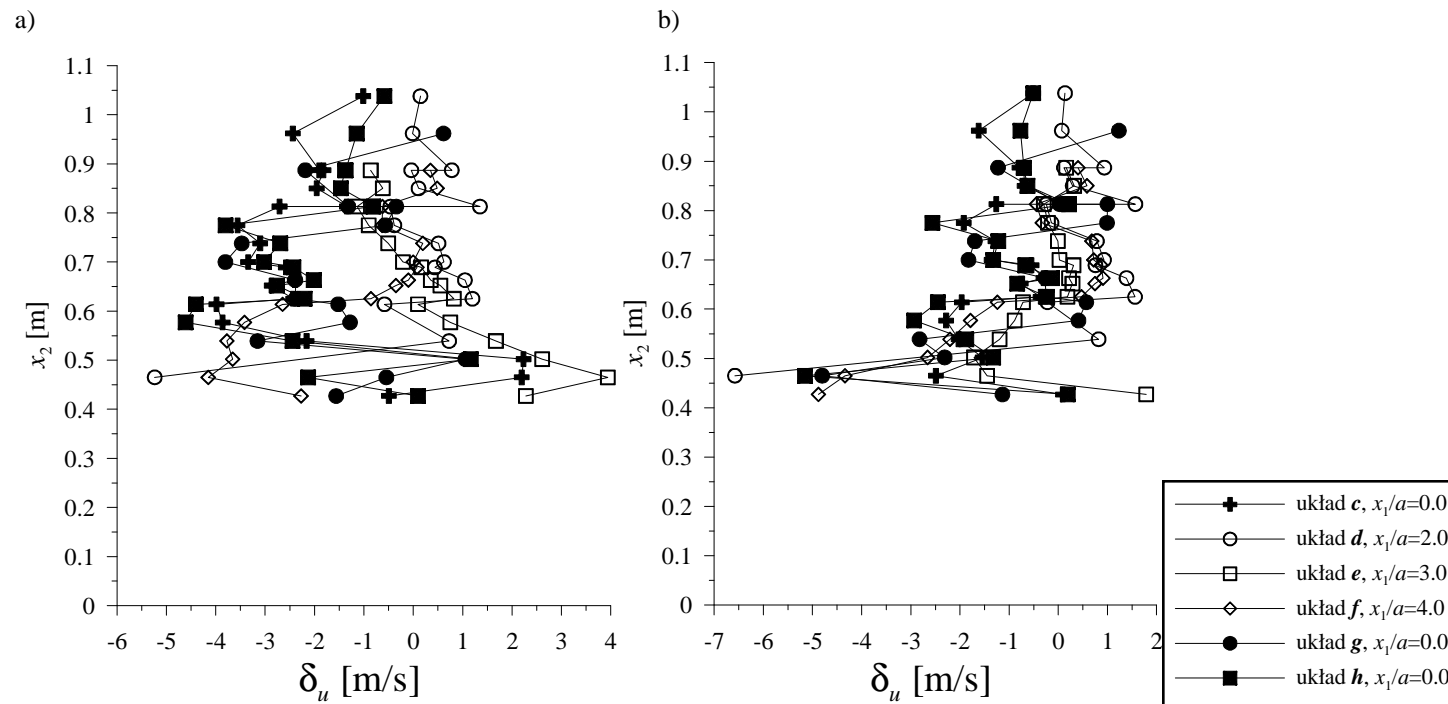 a)
x₂ [m]
1.1
1
0.9
0.8
0.7
0.6
0.5
0.4
0.3
0.2
0.1
0
-6 -5 -4 -3 -2 -1 0 1 2 3 4
δᵤ [m/s]
b)
x₂ [m]
1.1
1
0.9
0.8
0.7
0.6
0.5
0.4
0.3
0.2
0.1
0
-7 -6 -5 -4 -3 -2 -1 0 1 2
δᵤ [m/s]
układ c, x₁/a=0.0
układ d, x₁/a=2.0
układ e, x₁/a=3.0
układ f, x₁/a=4.0
układ g, x₁/a=0.0
układ h, x₁/a=0.0